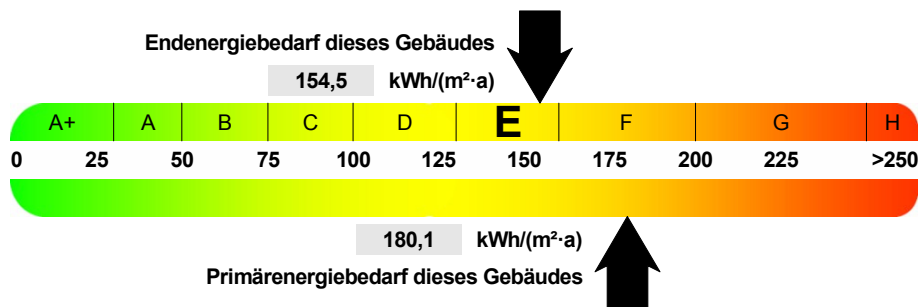 Endenergiebedarf dieses Gebäudes
154,5 kWh/(m²·a)
A+ A B C D E F G H
0 25 50 75 100 125 150 175 200 225 >250
180,1 kWh/(m²·a)
Primärenergiebedarf dieses Gebäudes